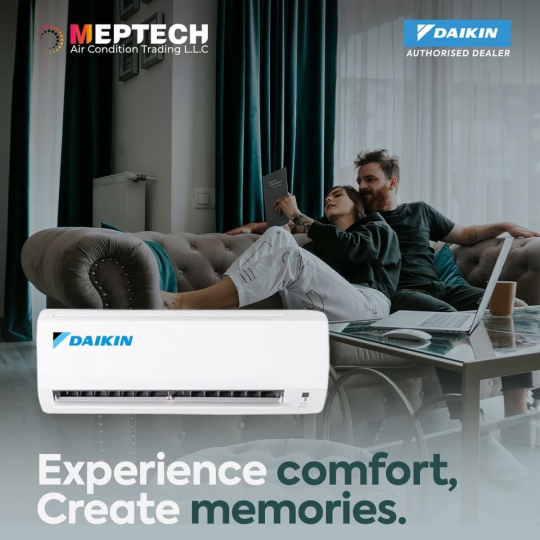 MEPTECH
Air Condition Trading L.L.C
DAIKIN
AUTHORISED DEALER
DAIKIN
Experience comfort,
Create memories.